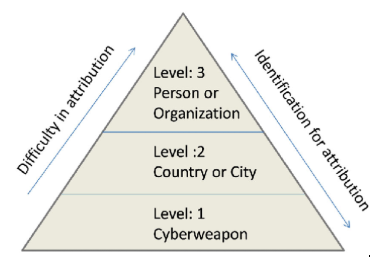 Level: 3
Person or
Organization
Level :2
Country or City
Level: 1
Cyberweapon
Difficulty in attribution
Identification for attribution